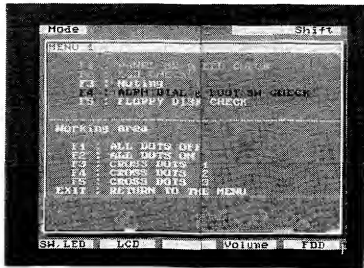 Mode Shift
MENU 1
F3 : Muting
F4 : ALPH DIAL & FOOT SW CHECK
F5 : FLOPPY DISK CHECK
Working area
F1 : ALL DOTS OFF
F2 : ALL DOTS ON
F3 : CROSS DOTS 1
F4 : CROSS DOTS 2
F5 : CROSS DOTS 3
EXIT : RETURN TO THE MENU
SW.LED LCD Volume FDD